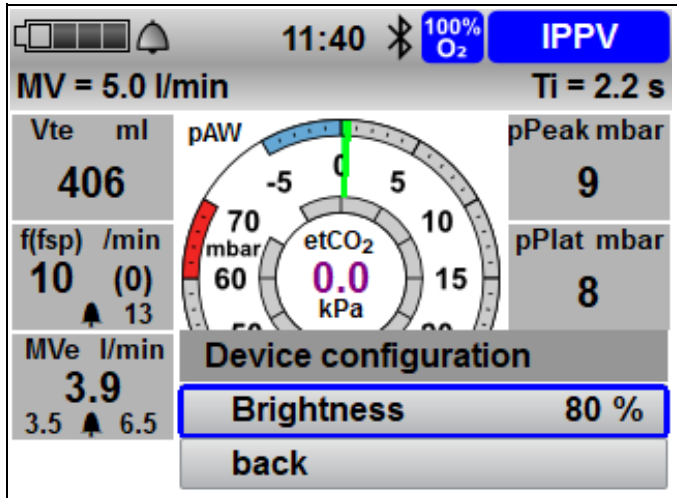 11:40 100% O₂ IPPV
MV = 5.0 l/min Ti = 2.2 s
Vte ml
406
f(fsp) /min
10 (0)
13
MVe l/min
3.9
3.5 6.5
pAW
-5 0 5
70 10
mbar
60 15
etCO₂
0.0
kPa
pPeak mbar
9
pPlat mbar
8
Device configuration
Brightness 80 %
back